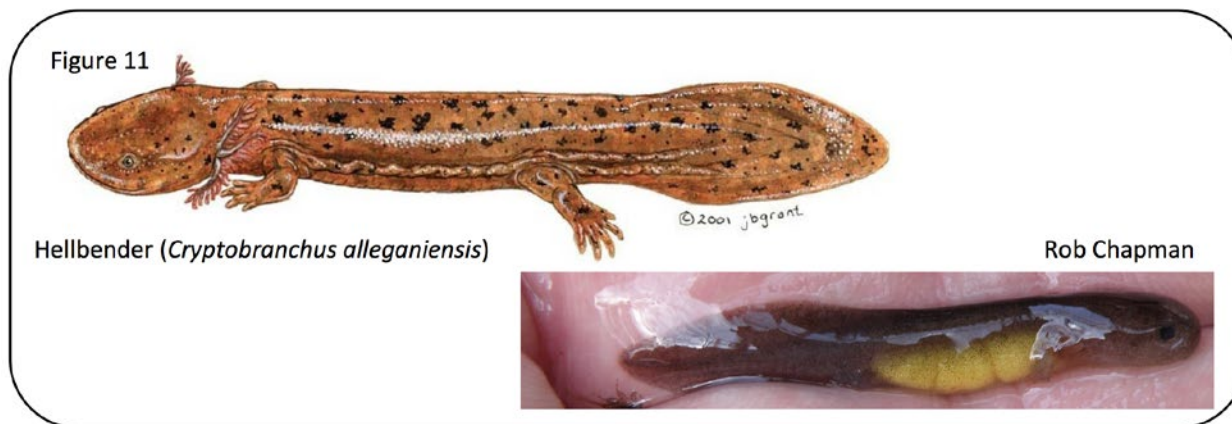 Figure 11
©2001 jbgrant
Hellbender (Cryptobranchus alleganiensis)
Rob Chapman